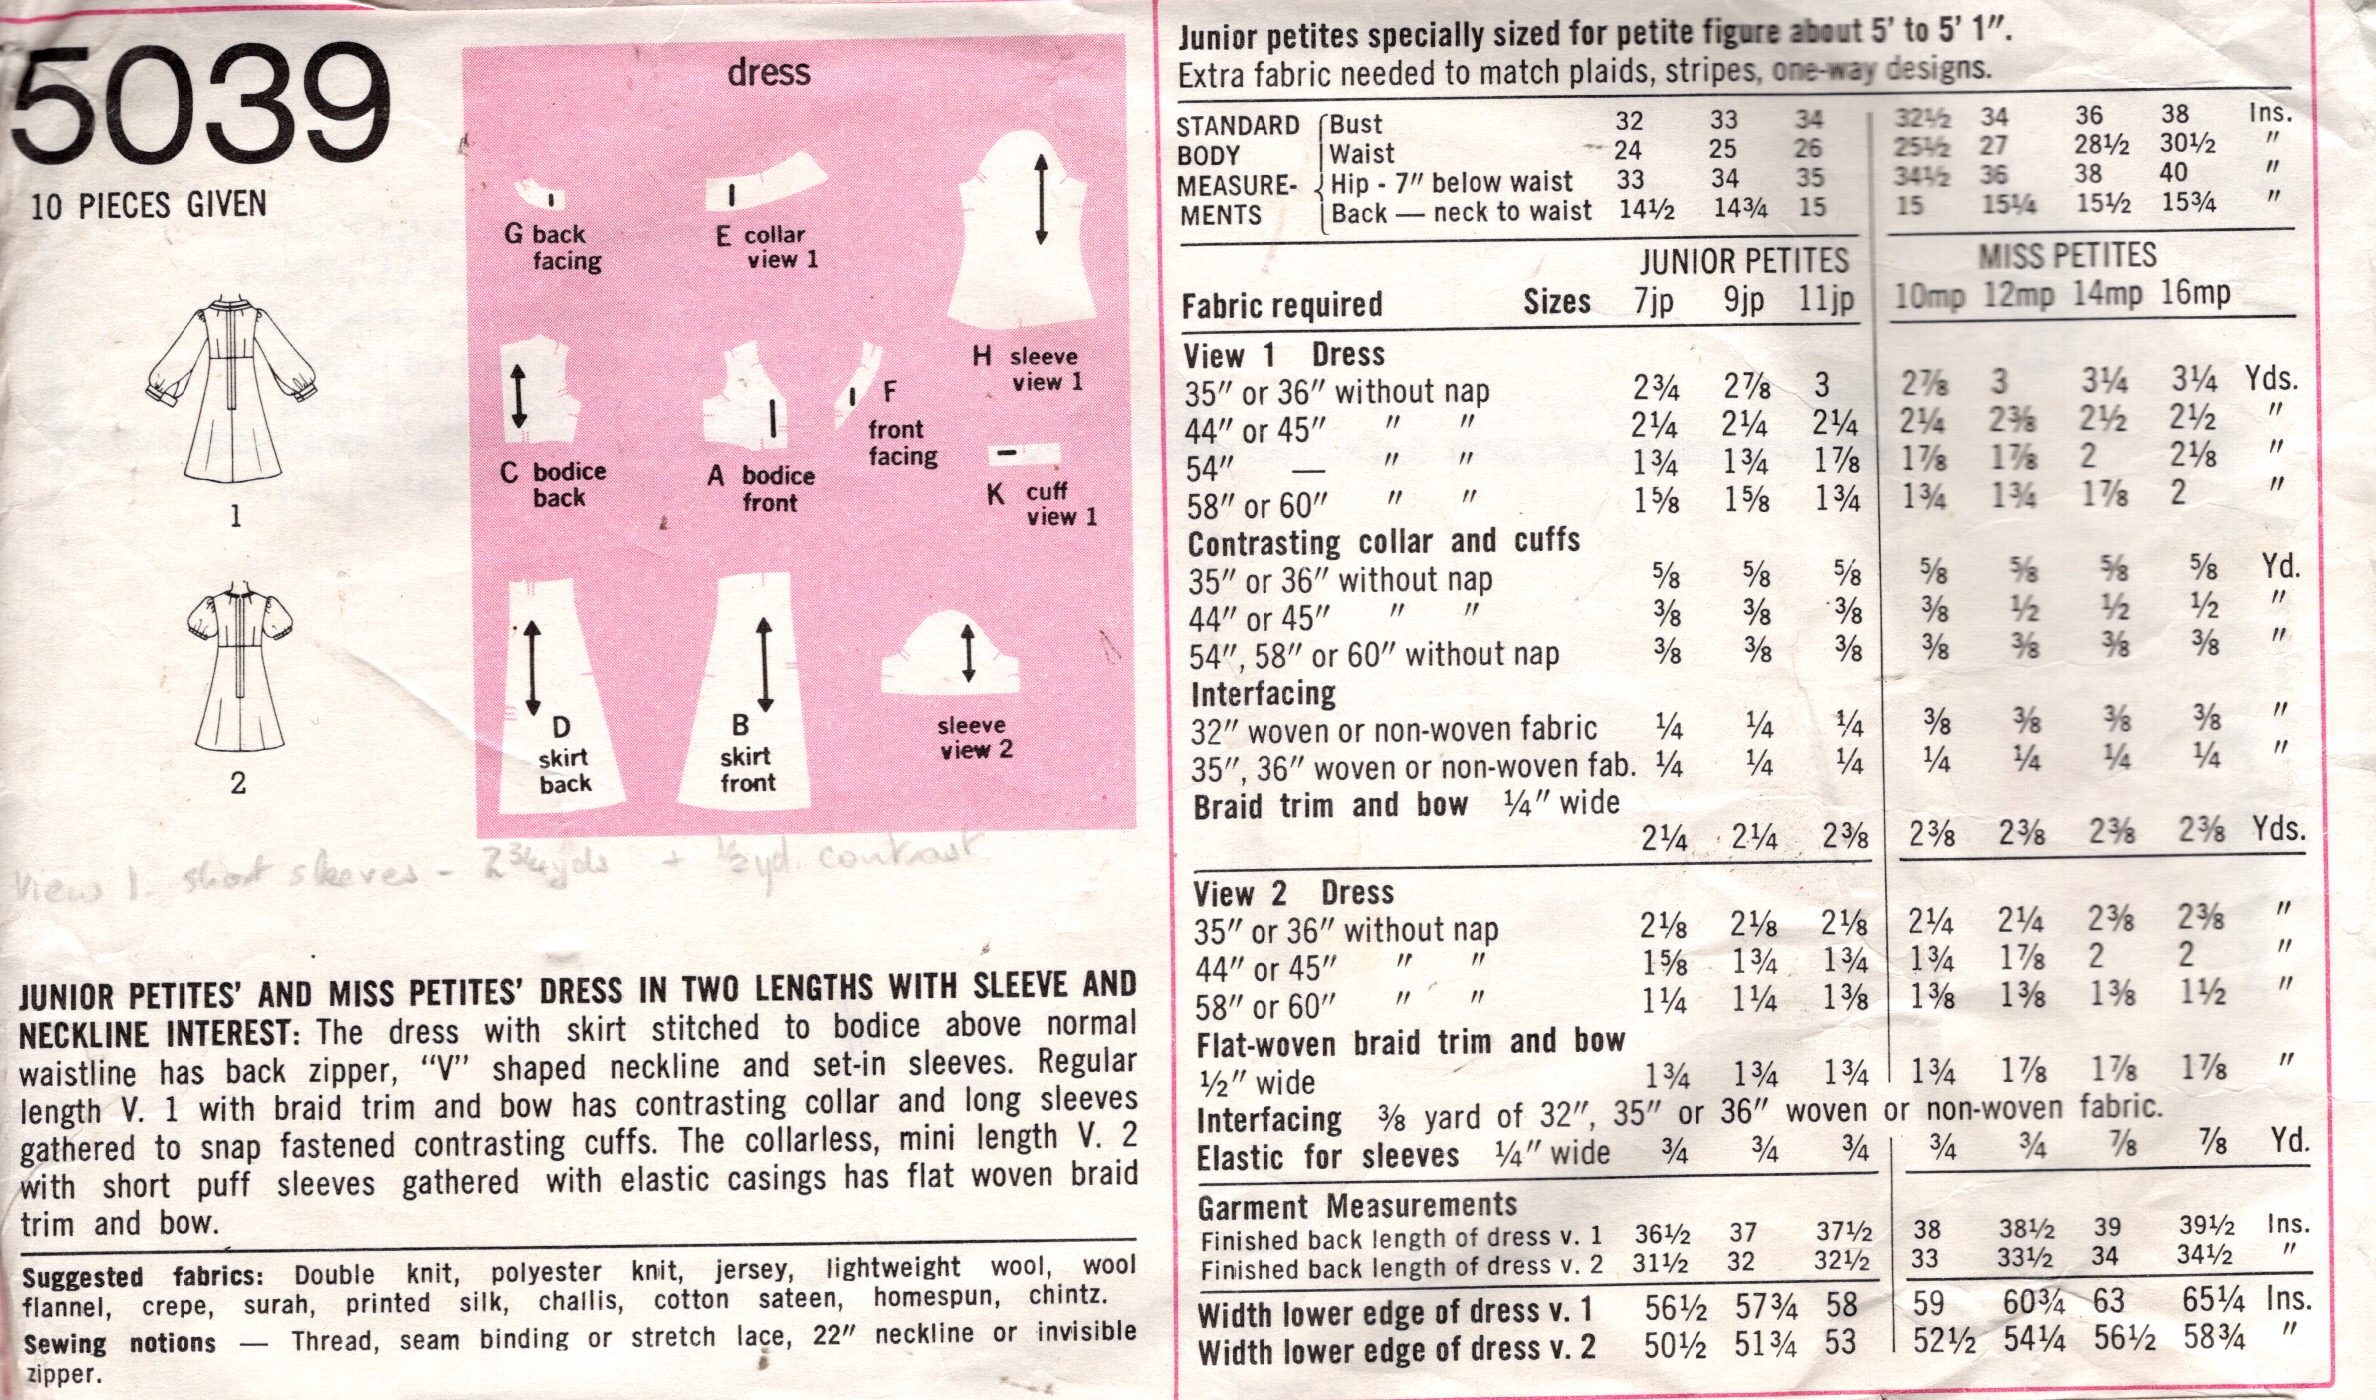 5039
10 PIECES GIVEN
1
2
dress
G back
facing
E collar
view 1
H sleeve
view 1
C bodice
back
A bodice
front
F
front
facing
K cuff
view 1
D
skirt
back
B
skirt
front
sleeve
view 2
View 1. short sleeves - 2 3/4 yds + 1/2 yd. contrast
JUNIOR PETITES' AND MISS PETITES' DRESS IN TWO LENGTHS WITH SLEEVE AND
NECKLINE INTEREST: The dress with skirt stitched to bodice above normal
waistline has back zipper, "V" shaped neckline and set-in sleeves. Regular
length V. 1 with braid trim and bow has contrasting collar and long sleeves
gathered to snap fastened contrasting cuffs. The collarless, mini length V. 2
with short puff sleeves gathered with elastic casings has flat woven braid
trim and bow.
Suggested fabrics: Double knit, polyester knit, jersey, lightweight wool, wool
flannel, crepe, surah, printed silk, challis, cotton sateen, homespun, chintz.
Sewing notions — Thread, seam binding or stretch lace, 22" neckline or invisible
zipper.
Junior petites specially sized for petite figure about 5' to 5' 1".
Extra fabric needed to match plaids, stripes, one-way designs.
STANDARD Bust 32 33 34 32½ 34 36 38 Ins.
BODY Waist 24 25 26 25½ 27 28½ 30½ "
MEASURE- Hip - 7" below waist 33 34 35 34½ 36 38 40 "
MENTS Back — neck to waist 14½ 14¾ 15 15 15¼ 15½ 15¾ "
JUNIOR PETITES MISS PETITES
Fabric required Sizes 7jp 9jp 11jp 10mp 12mp 14mp 16mp
View 1 Dress
35" or 36" without nap 2¾ 2⅞ 3 2⅞ 3 3¼ 3¼ Yds.
44" or 45" " " 2¼ 2¼ 2¼ 2¼ 2⅜ 2½ 2½ "
54" — " " 1¾ 1¾ 1⅞ 1⅞ 1⅞ 2 2⅛ "
58" or 60" " " 1⅝ 1⅝ 1¾ 1¾ 1¾ 1⅞ 2 "
Contrasting collar and cuffs
35" or 36" without nap ⅝ ⅝ ⅝ ⅝ ⅝ ⅝ ⅝ Yd.
44" or 45" " " ⅜ ⅜ ⅜ ⅜ ½ ½ ½ "
54", 58" or 60" without nap ⅜ ⅜ ⅜ ⅜ ⅜ ⅜ ⅜ "
Interfacing
32" woven or non-woven fabric ¼ ¼ ¼ ⅜ ⅜ ⅜ ⅜ "
35", 36" woven or non-woven fab. ¼ ¼ ¼ ¼ ¼ ¼ ¼ "
Braid trim and bow ¼" wide
2¼ 2¼ 2⅜ 2⅜ 2⅜ 2⅜ 2⅜ Yds.
View 2 Dress
35" or 36" without nap 2⅛ 2⅛ 2⅛ 2¼ 2¼ 2⅜ 2⅜ "
44" or 45" " " 1⅝ 1¾ 1¾ 1¾ 1⅞ 2 2 "
58" or 60" " " 1¼ 1¼ 1⅜ 1⅜ 1⅜ 1⅜ 1½ "
Flat-woven braid trim and bow
½" wide 1¾ 1¾ 1¾ 1¾ 1⅞ 1⅞ 1⅞ "
Interfacing ⅜ yard of 32", 35" or 36" woven or non-woven fabric.
Elastic for sleeves ¼" wide ¾ ¾ ¾ ¾ ¾ ⅞ ⅞ Yd.
Garment Measurements
Finished back length of dress v. 1 36½ 37 37½ 38 38½ 39 39½ Ins.
Finished back length of dress v. 2 31½ 32 32½ 33 33½ 34 34½ "
Width lower edge of dress v. 1 56½ 57¾ 58 59 60¾ 63 65¼ Ins.
Width lower edge of dress v. 2 50½ 51¾ 53 52½ 54¼ 56½ 58¾ "